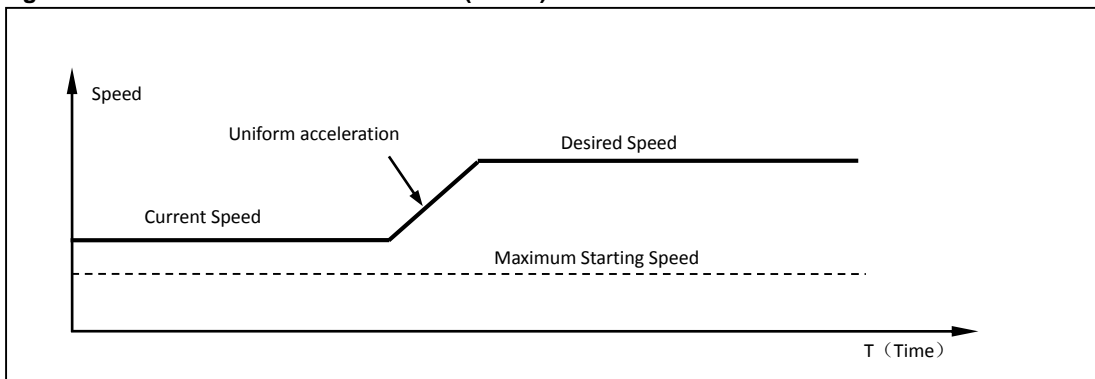 Speed
Uniform acceleration
Desired Speed
Current Speed
Maximum Starting Speed
T（Time）